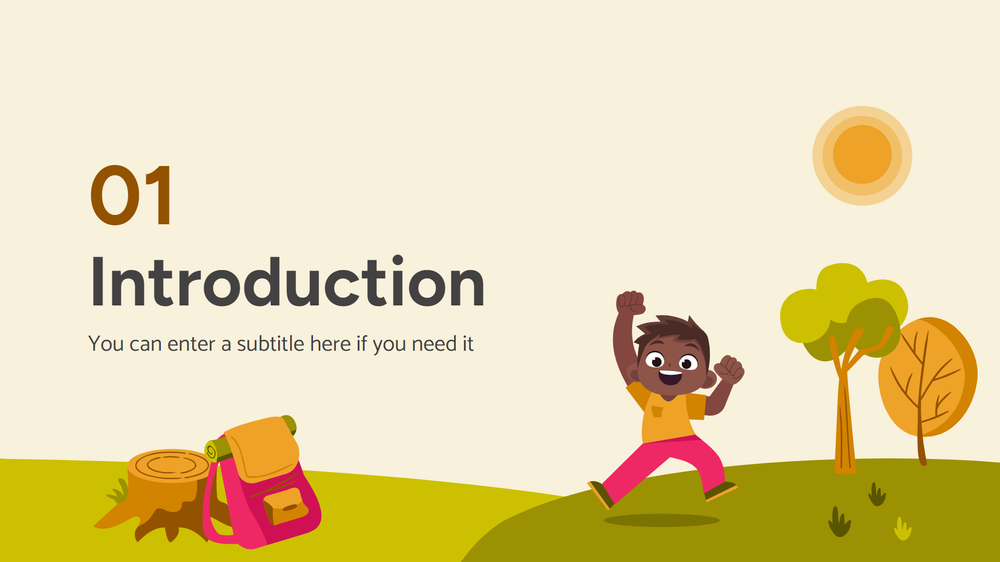 01
Introduction
You can enter a subtitle here if you need it